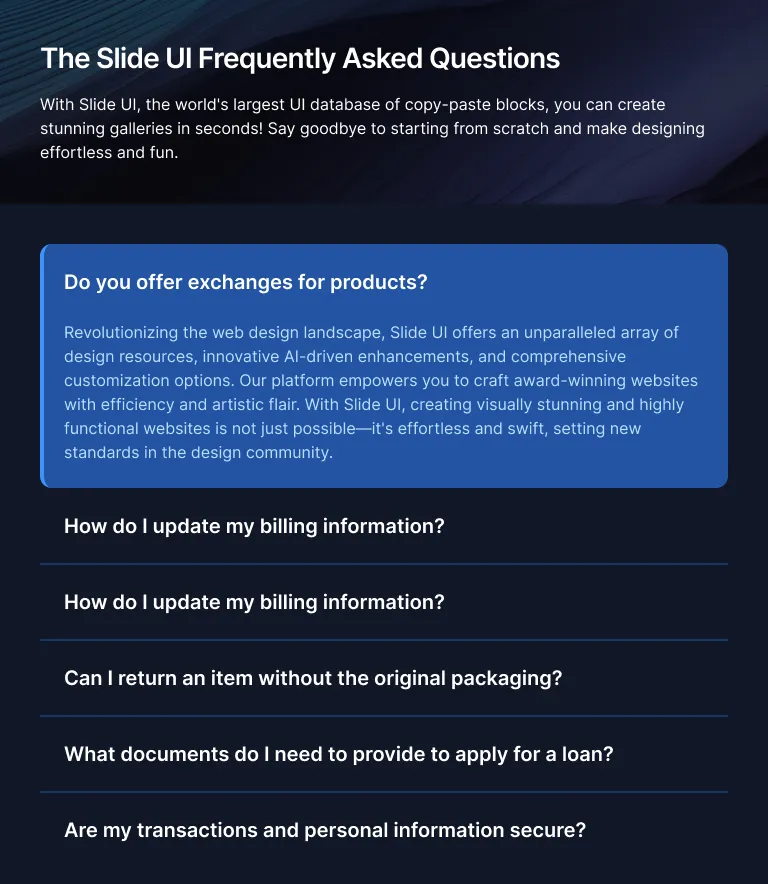 The Slide UI Frequently Asked Questions
With Slide UI, the world's largest UI database of copy-paste blocks, you can create
stunning galleries in seconds! Say goodbye to starting from scratch and make designing
effortless and fun.
Do you offer exchanges for products?
Revolutionizing the web design landscape, Slide UI offers an unparalleled array of
design resources, innovative AI-driven enhancements, and comprehensive
customization options. Our platform empowers you to craft award-winning websites
with efficiency and artistic flair. With Slide UI, creating visually stunning and highly
functional websites is not just possible—it's effortless and swift, setting new
standards in the design community.
How do I update my billing information?
How do I update my billing information?
Can I return an item without the original packaging?
What documents do I need to provide to apply for a loan?
Are my transactions and personal information secure?